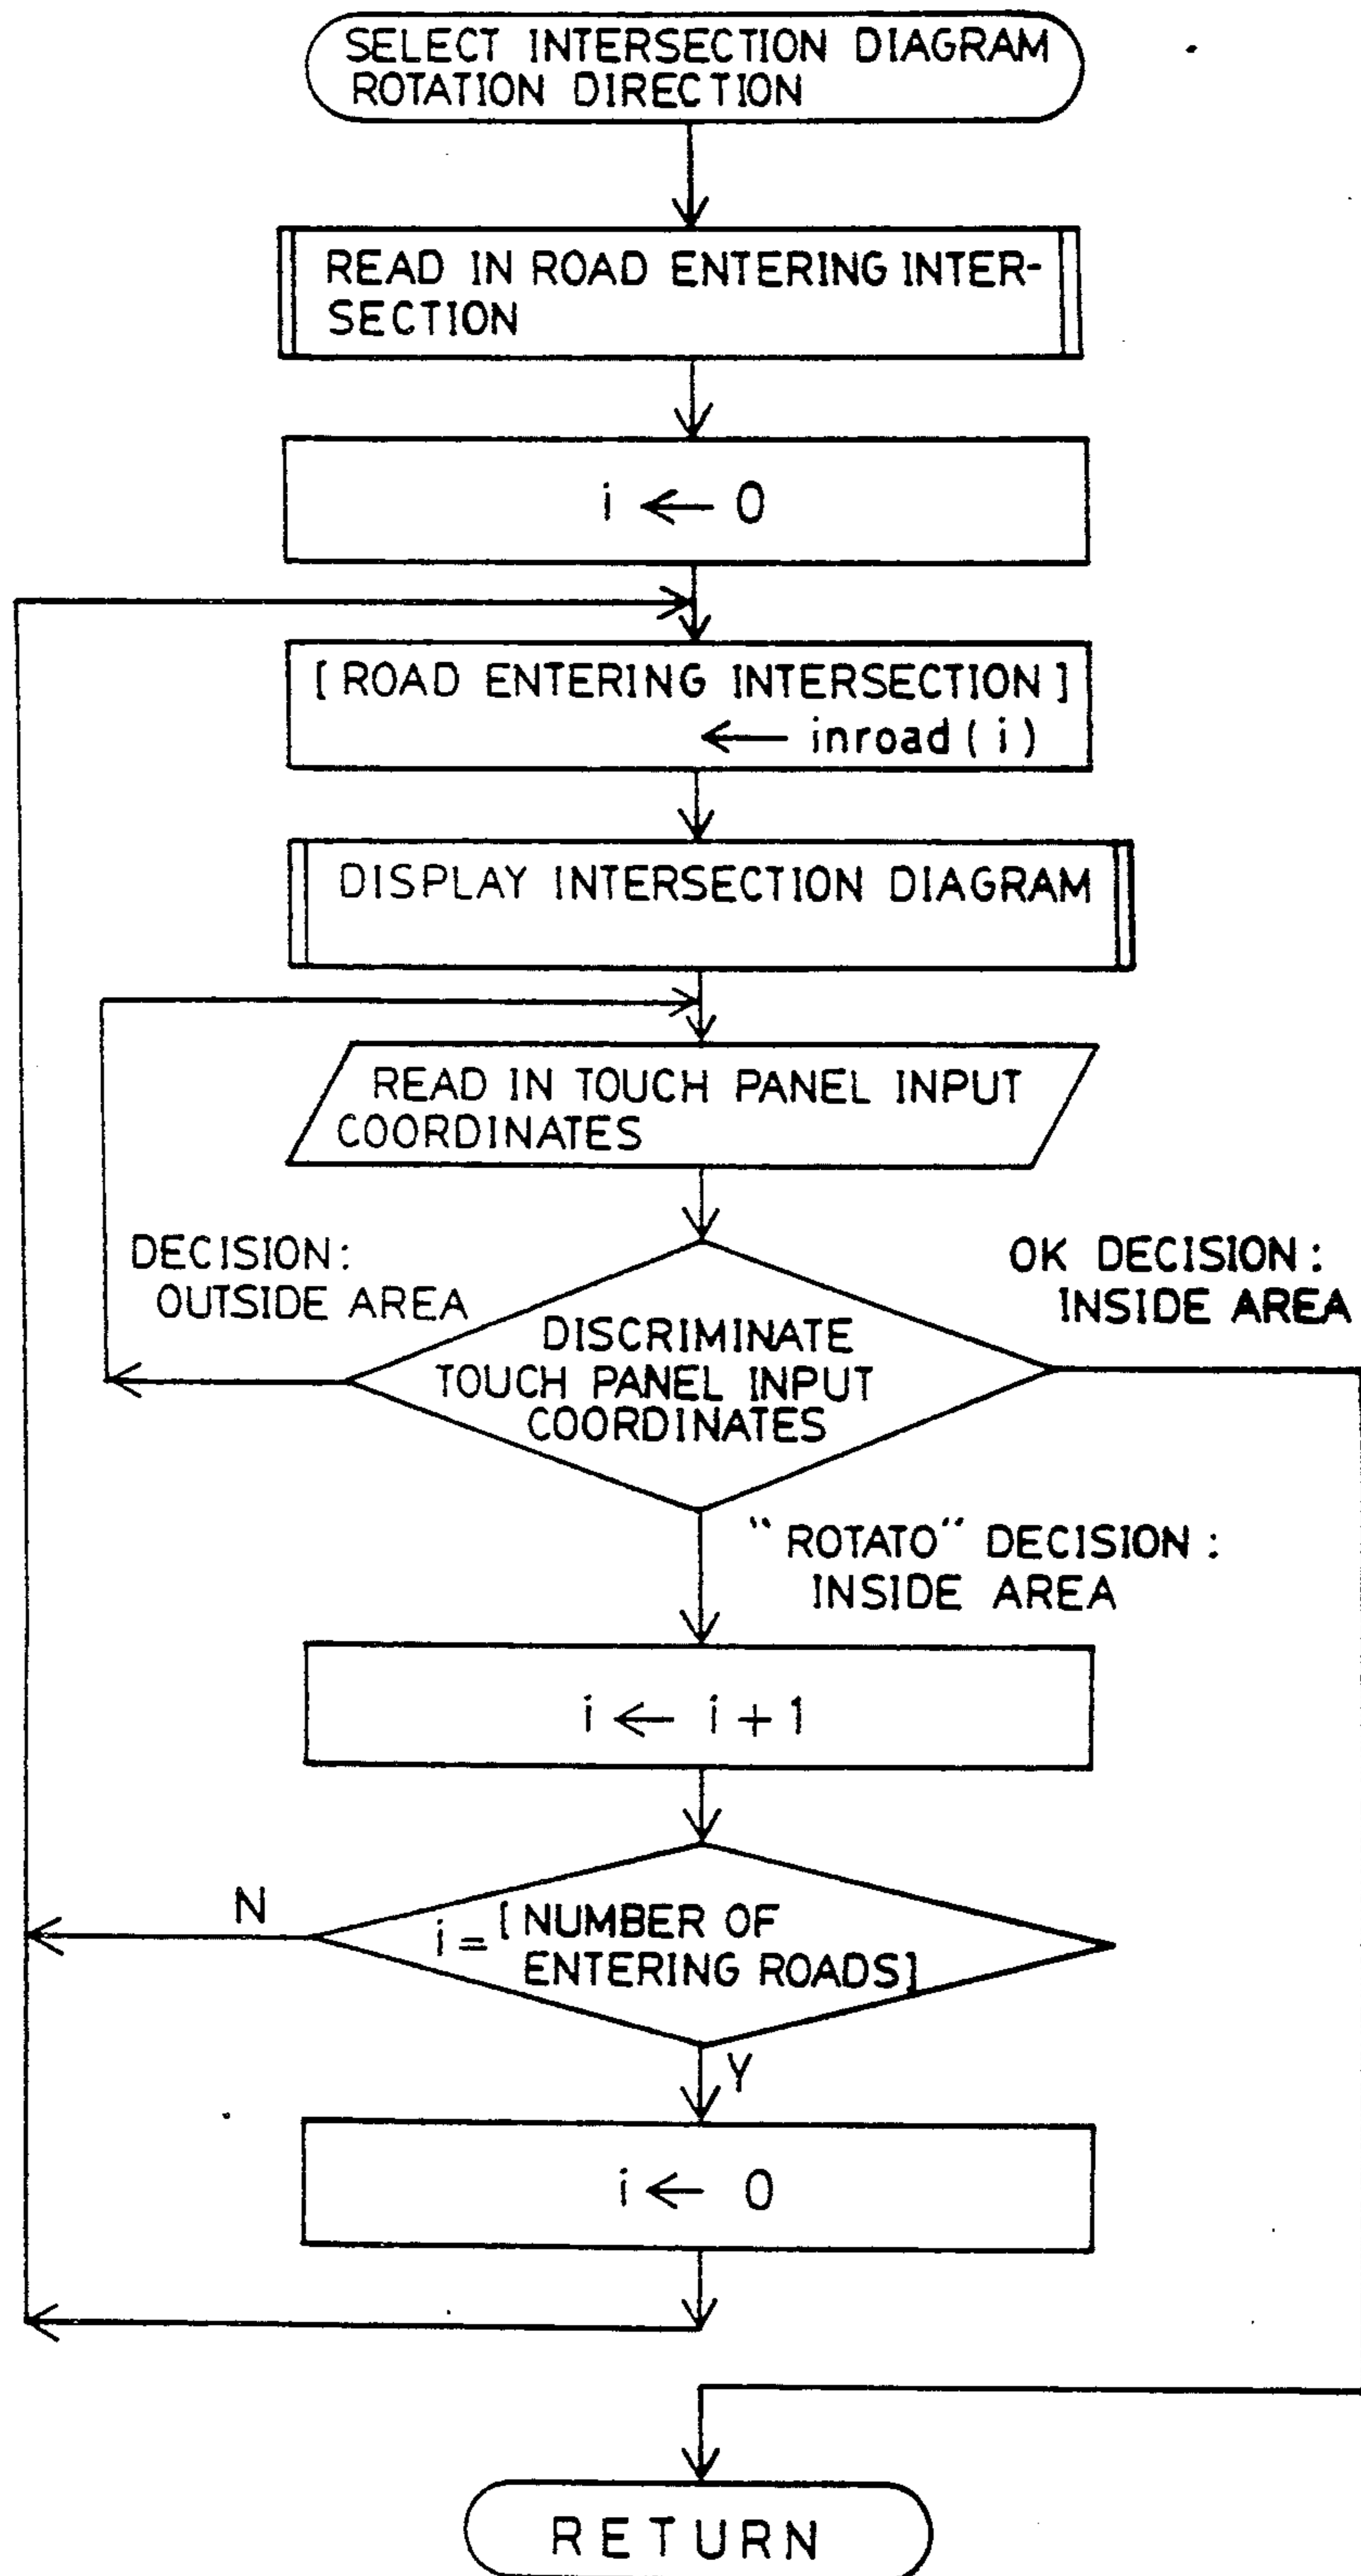 SELECT INTERSECTION DIAGRAM
ROTATION DIRECTION
READ IN ROAD ENTERING INTER-
SECTION
i ← 0
[ROAD ENTERING INTERSECTION]
← inroad(i)
DISPLAY INTERSECTION DIAGRAM
READ IN TOUCH PANEL INPUT
COORDINATES
DECISION:
OUTSIDE AREA
OK DECISION:
INSIDE AREA
DISCRIMINATE
TOUCH PANEL INPUT
COORDINATES
"ROTATO" DECISION:
INSIDE AREA
i ← i + 1
N
i = [NUMBER OF
ENTERING ROADS]
Y
i ← 0
RETURN